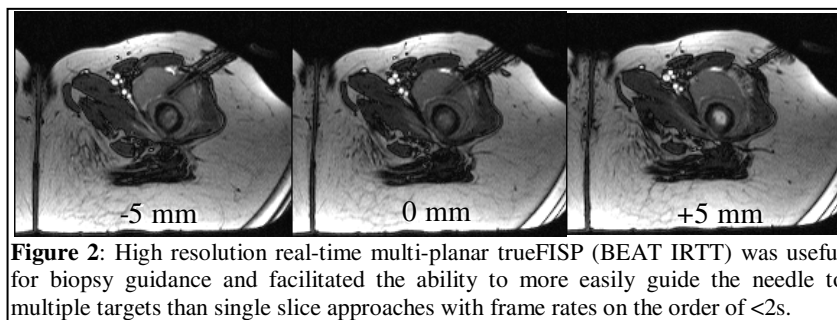 -5 mm 0 mm +5 mm
Figure 2: High resolution real-time multi-planar trueFISP (BEAT IRTT) was usefu
for biopsy guidance and facilitated the ability to more easily guide the needle to
multiple targets than single slice approaches with frame rates on the order of <2s.